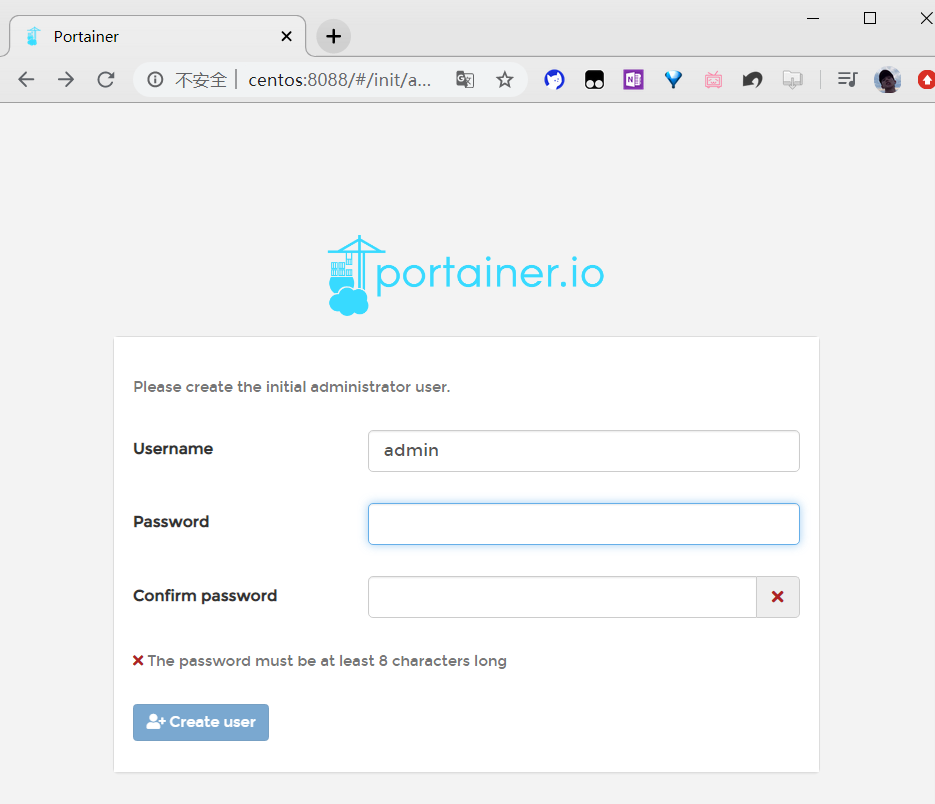 Portainer
不安全 centos:8088/#/init/a...
portainer.io
Please create the initial administrator user.
Username
admin
Password
Confirm password
The password must be at least 8 characters long
Create user